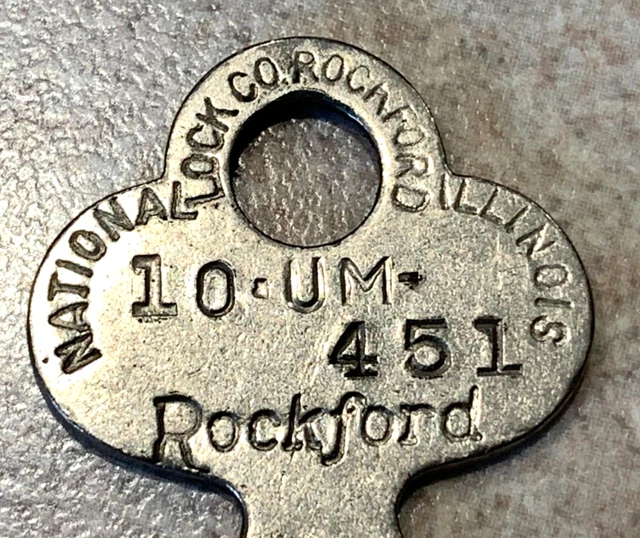 NATIONAL LOCK CO. ROCKFORD ILLINOIS
10·UM-
451
Rockford